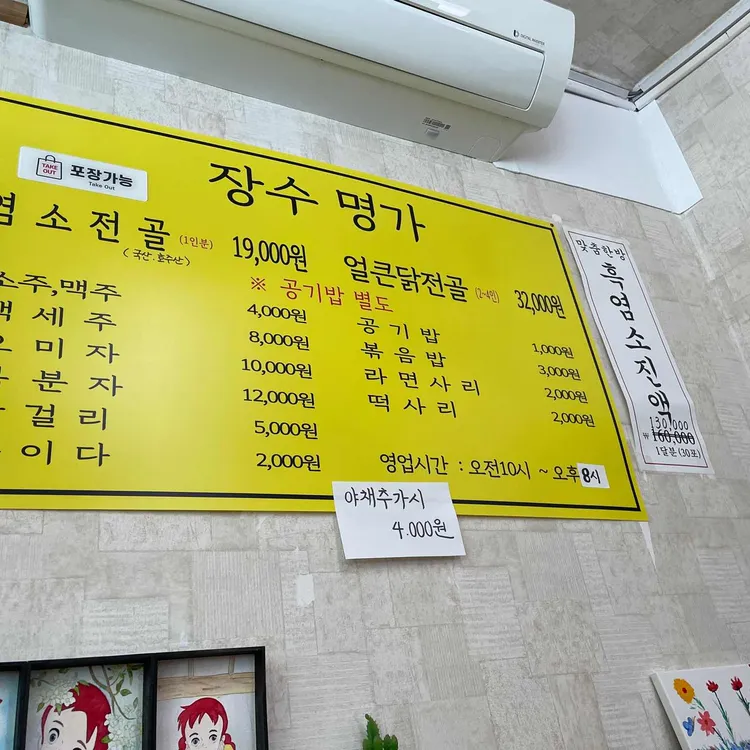 TAKE OUT
포장가능
Take Out
장수 명가
염소전골 (1인분) 19,000원
(국산.호주산)
얼큰닭전골 (2~4인) 32,000원
※ 공기밥 별도
소주,맥주 4,000원
백세주 8,000원
오미자 10,000원
분자 12,000원
걸리 5,000원
이다 2,000원
공기밥 1,000원
볶음밥 3,000원
라면사리 2,000원
떡사리 2,000원
영업시간 : 오전10시 ~ 오후8시
야채추가시
4.000원
맞춤한방
흑염소진액
130,000
₩160,000
1달분(30포)